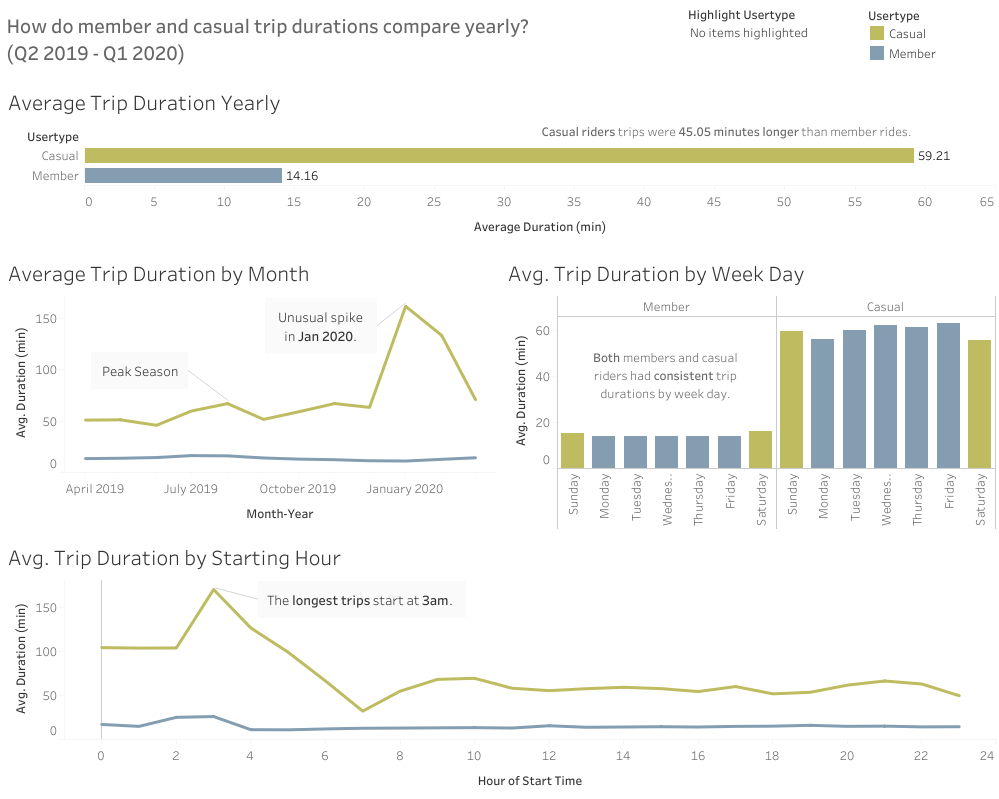 How do member and casual trip durations compare yearly?
(Q2 2019 - Q1 2020)
Highlight Usertype
No items highlighted
Usertype
Casual
Member
Average Trip Duration Yearly
Usertype
Casual riders trips were 45.05 minutes longer than member rides.
Casual 59.21
Member 14.16
0 5 10 15 20 25 30 35 40 45 50 55 60 65
Average Duration (min)
Average Trip Duration by Month
Avg. Duration (min)
150
100
50
0
Unusual spike
in Jan 2020.
Peak Season
April 2019 July 2019 October 2019 January 2020
Month-Year
Avg. Trip Duration by Week Day
Avg. Duration (min)
Member Casual
60
40
20
0
Both members and casual
riders had consistent trip
durations by week day.
Sunday
Monday
Tuesday
Wednes..
Thursday
Friday
Saturday
Sunday
Monday
Tuesday
Wednes..
Thursday
Friday
Saturday
Avg. Trip Duration by Starting Hour
Avg. Duration (min)
150
100
50
0
The longest trips start at 3am.
0 2 4 6 8 10 12 14 16 18 20 22 24
Hour of Start Time